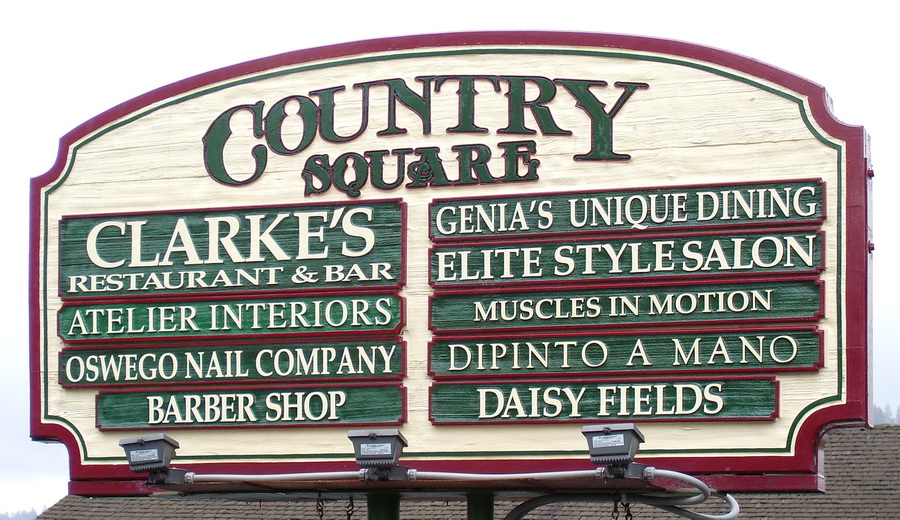 COUNTRY
SQUARE
CLARKE'S
RESTAURANT & BAR
ATELIER INTERIORS
OSWEGO NAIL COMPANY
BARBER SHOP
GENIA'S UNIQUE DINING
ELITE STYLE SALON
MUSCLES IN MOTION
DIPINTO A MANO
DAISY FIELDS